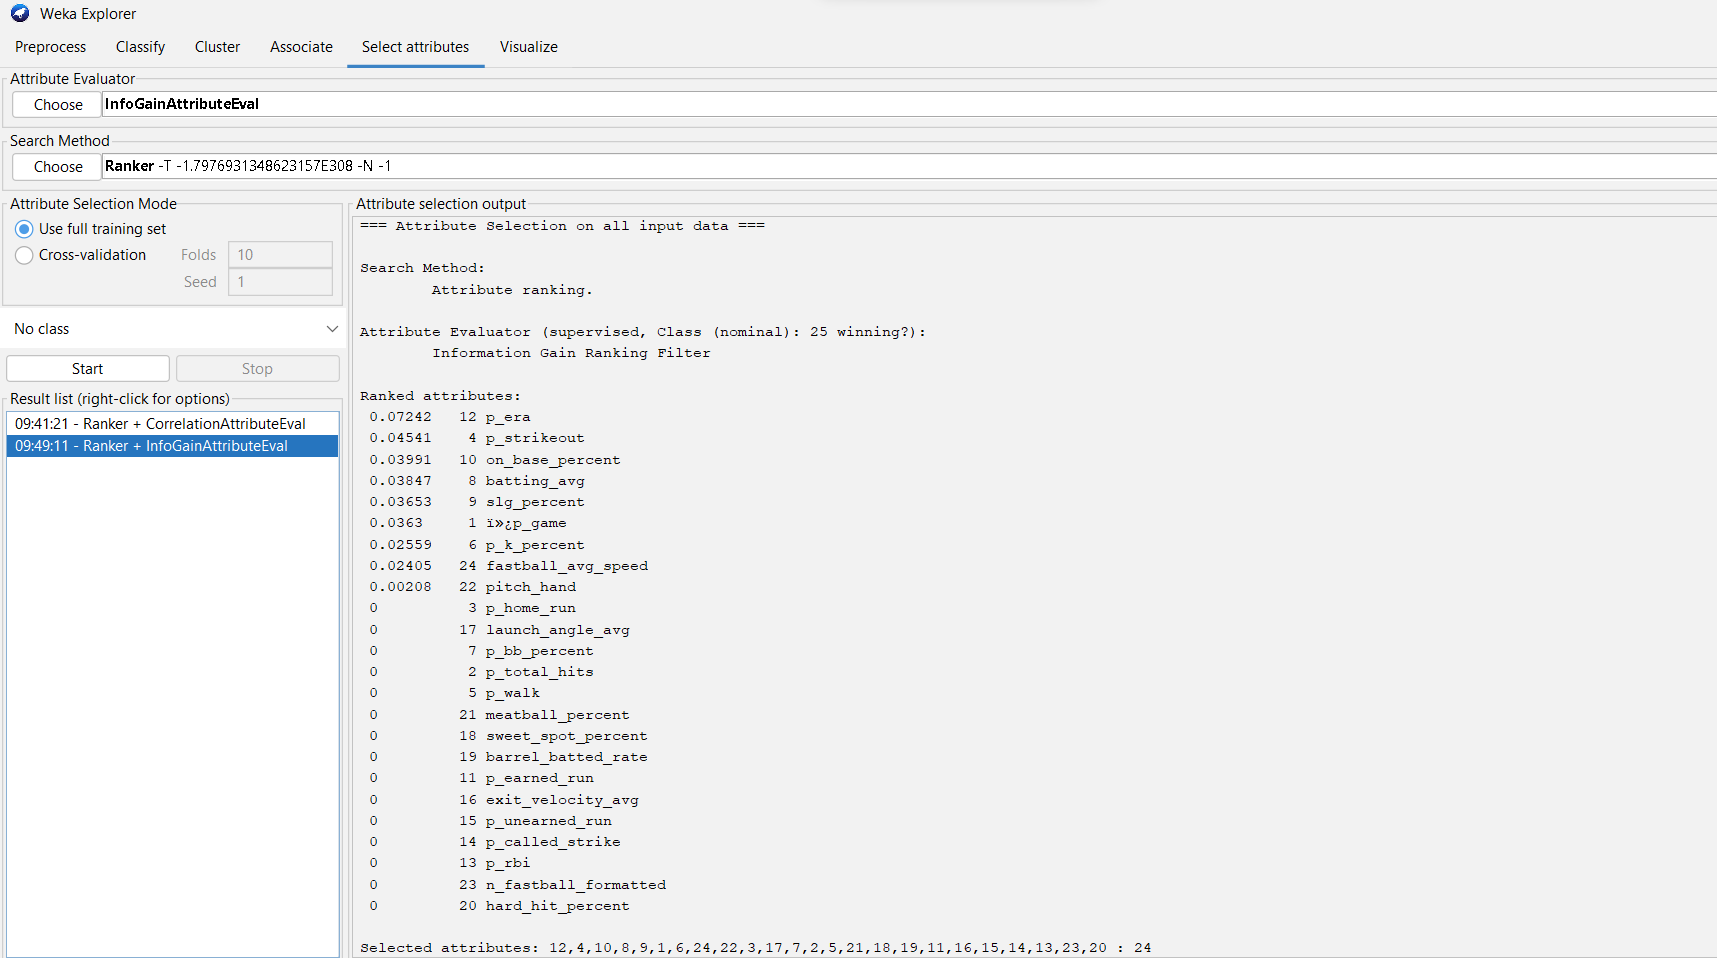 Weka Explorer
Preprocess Classify Cluster Associate Select attributes Visualize
Attribute Evaluator
Choose InfoGainAttributeEval
Search Method
Choose Ranker -T -1.7976931348623157E308 -N -1
Attribute Selection Mode
Use full training set
Cross-validation Folds 10
Seed 1
No class
Start Stop
Result list (right-click for options)
09:41:21 - Ranker + CorrelationAttributeEval
09:49:11 - Ranker + InfoGainAttributeEval
Attribute selection output
=== Attribute Selection on all input data ===
Search Method:
Attribute ranking.
Attribute Evaluator (supervised, Class (nominal): 25 winning?):
Information Gain Ranking Filter
Ranked attributes:
0.07242 12 p_era
0.04541 4 p_strikeout
0.03991 10 on_base_percent
0.03847 8 batting_avg
0.03653 9 slg_percent
0.0363 1 ï»¿p_game
0.02559 6 p_k_percent
0.02405 24 fastball_avg_speed
0.00208 22 pitch_hand
0 3 p_home_run
0 17 launch_angle_avg
0 7 p_bb_percent
0 2 p_total_hits
0 5 p_walk
0 21 meatball_percent
0 18 sweet_spot_percent
0 19 barrel_batted_rate
0 11 p_earned_run
0 16 exit_velocity_avg
0 15 p_unearned_run
0 14 p_called_strike
0 13 p_rbi
0 23 n_fastball_formatted
0 20 hard_hit_percent
Selected attributes: 12,4,10,8,9,1,6,24,22,3,17,7,2,5,21,18,19,11,16,15,14,13,23,20 : 24